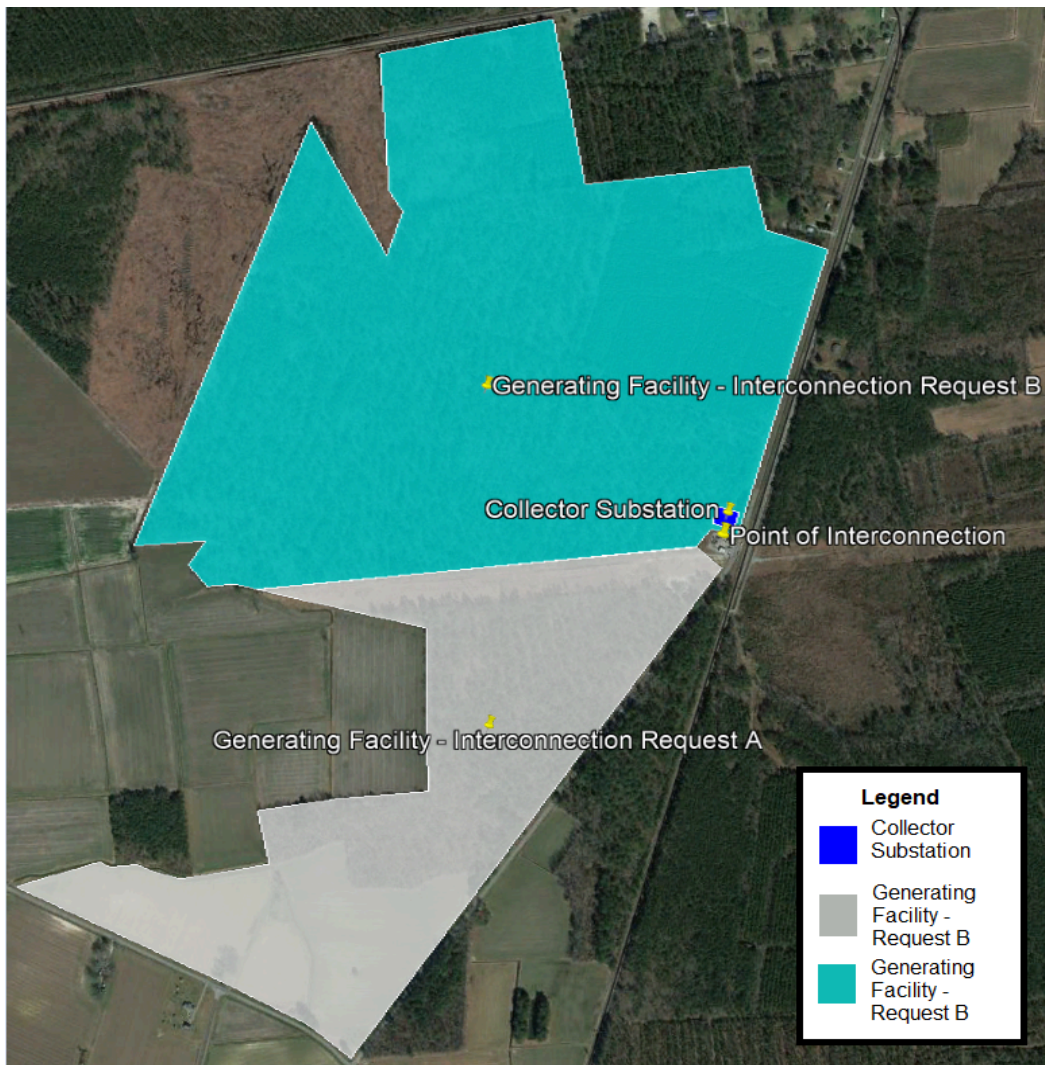 Generating Facility - Interconnection Request B
Collector Substation
Point of Interconnection
Generating Facility - Interconnection Request A
Legend
Collector
Substation
Generating
Facility -
Request B
Generating
Facility -
Request B